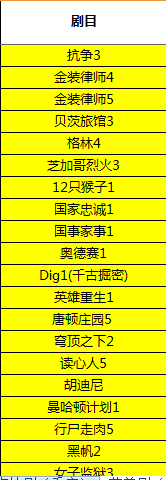 剧目
抗争3
金装律师4
金装律师5
贝茨旅馆3
格林4
芝加哥烈火3
12只猴子1
国家忠诚1
国事家事1
奥德赛1
Dig1(千古掘密)
英雄重生1
唐顿庄园5
穹顶之下2
读心人5
胡迪尼
曼哈顿计划1
行尸走肉5
黑帆2
女子监狱3